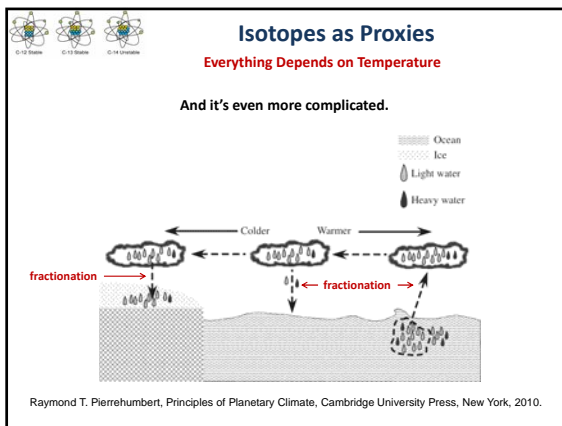 C-12 Stable C-13 Stable C-14 Unstable
Isotopes as Proxies
Everything Depends on Temperature
And it's even more complicated.
Ocean
Ice
Light water
Heavy water
Colder
Warmer
fractionation
fractionation
Raymond T. Pierrehumbert, Principles of Planetary Climate, Cambridge University Press, New York, 2010.